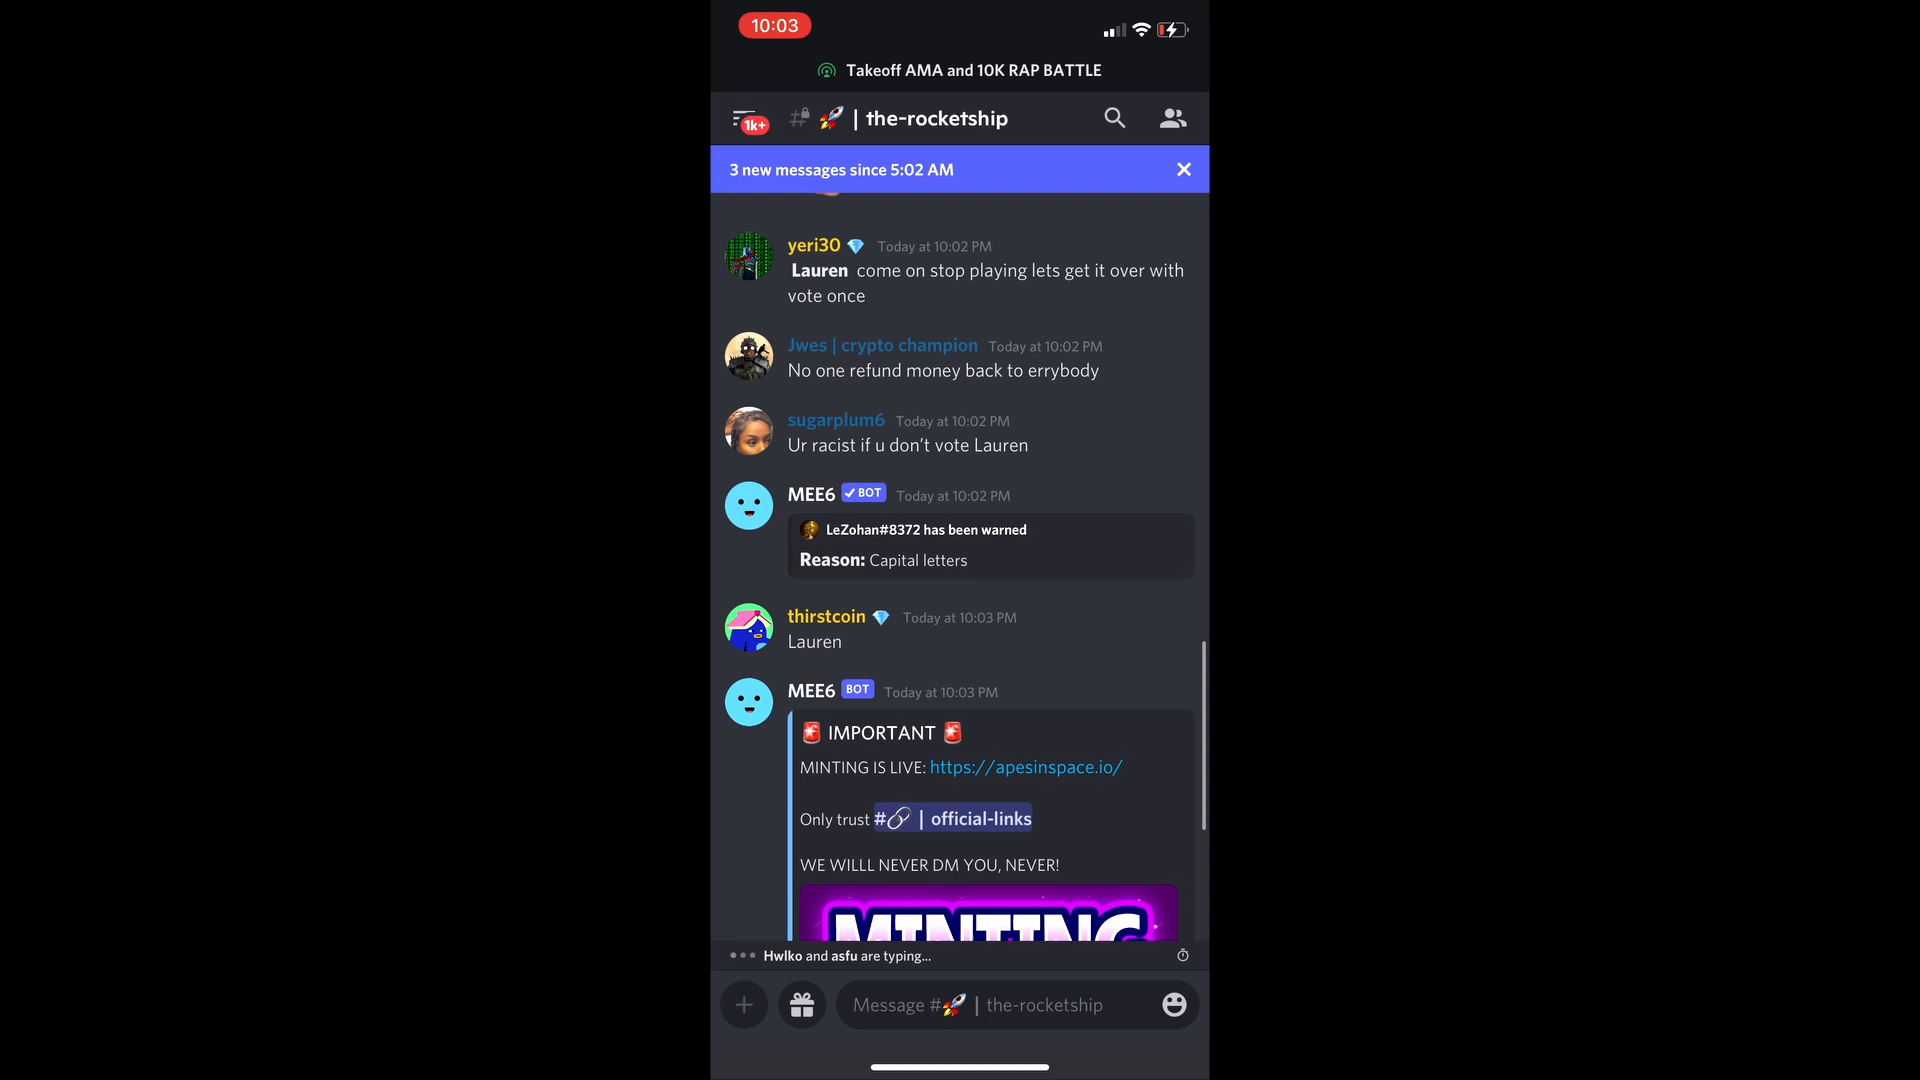 10:03
Takeoff AMA and 10K RAP BATTLE
1k+
# 🚀 | the-rocketship
3 new messages since 5:02 AM
yeri30 💎 Today at 10:02 PM
Lauren come on stop playing lets get it over with
vote once
Jwes | crypto champion Today at 10:02 PM
No one refund money back to errybody
sugarplum6 Today at 10:02 PM
Ur racist if u don’t vote Lauren
MEE6 ✓ BOT Today at 10:02 PM
LeZohan#8372 has been warned
Reason: Capital letters
thirstcoin 💎 Today at 10:03 PM
Lauren
MEE6 BOT Today at 10:03 PM
🚨 IMPORTANT 🚨
MINTING IS LIVE: https://apesinspace.io/
Only trust #🔗 | official-links
WE WILLL NEVER DM YOU, NEVER!
MINTING
Hwlko and asfu are typing...
Message #🚀 | the-rocketship